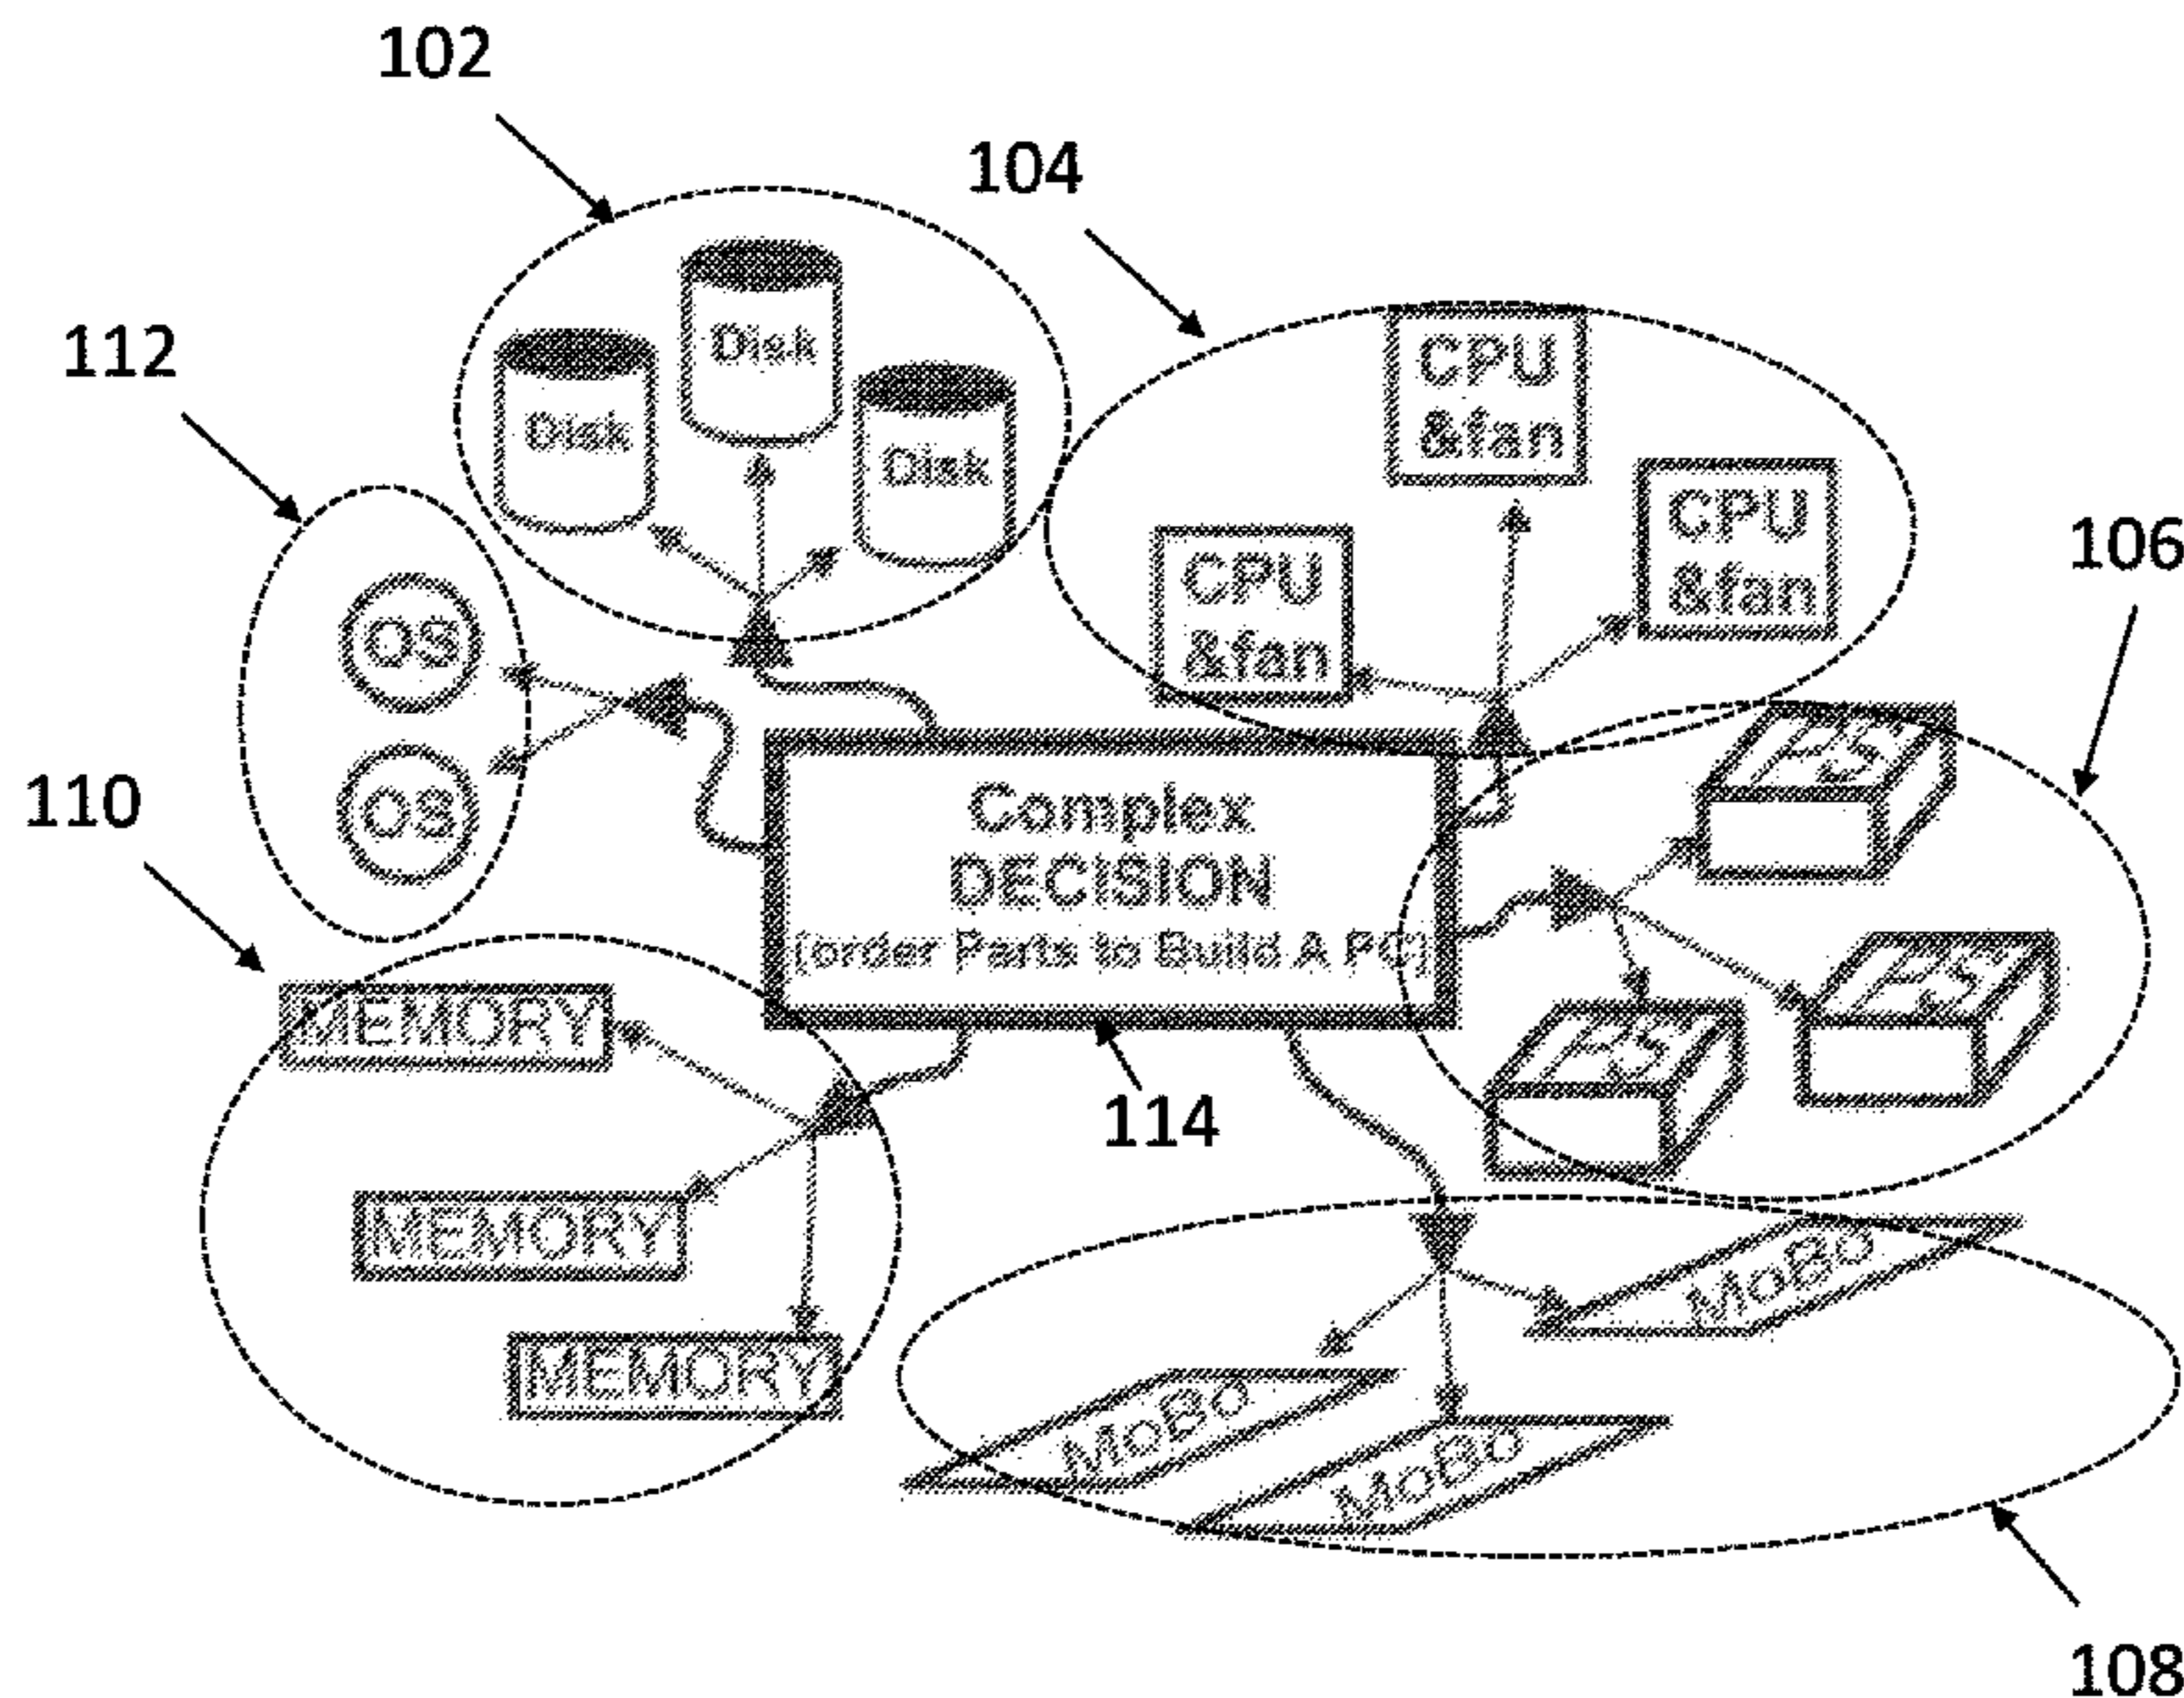 102
104
112
Disk
Disk
Disk
CPU
&fan
CPU
&fan
CPU
&fan
106
OS
OS
110
PS
Complex
DECISION
[order Parts to Build A PC]
MEMORY
PS
PS
114
MEMORY
MoBo
MEMORY
MoBo
MoBo
108